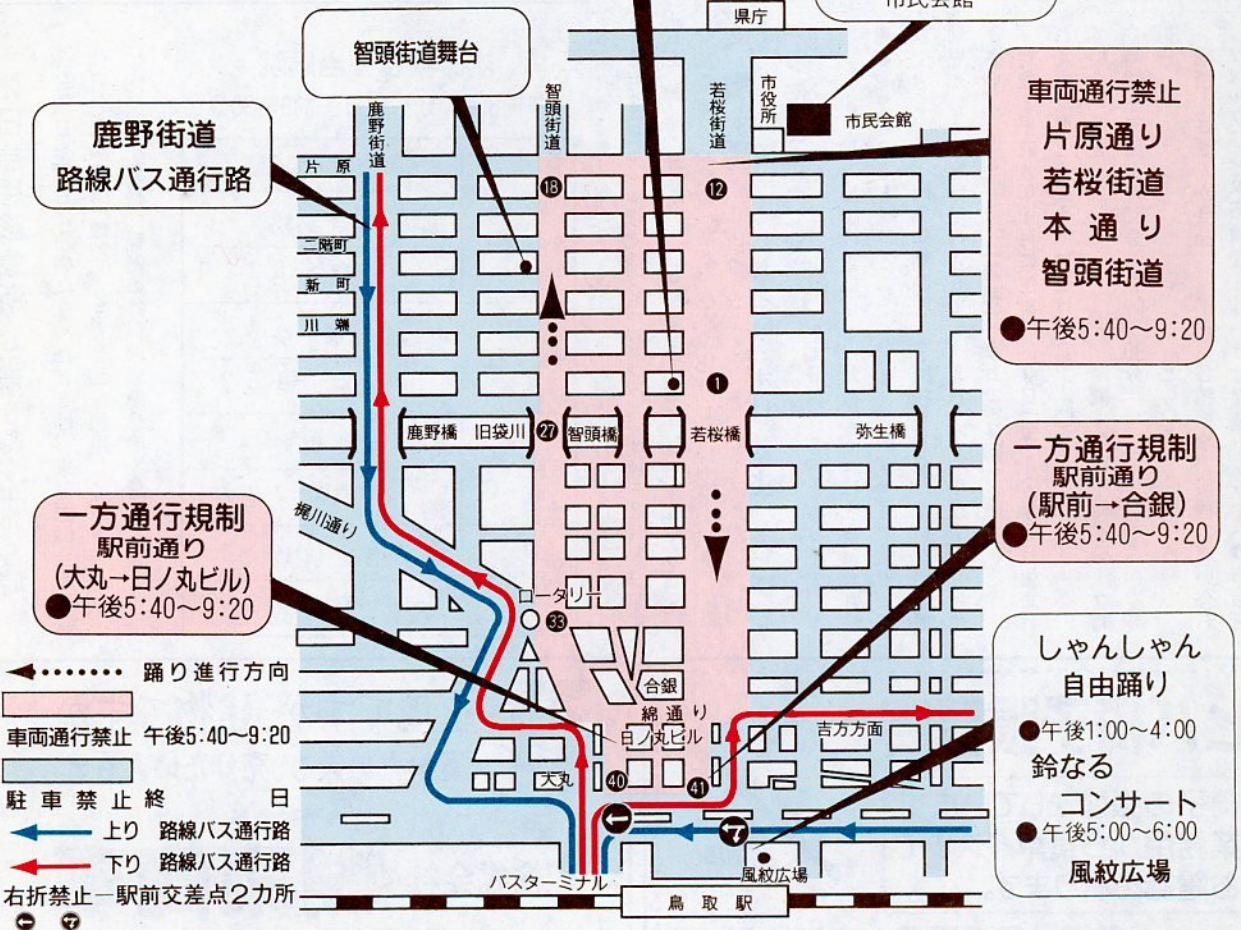 県庁
市民会館
智頭街道舞台
鹿野街道
路線バス通行路
鹿野街道
智頭街道
若桜街道
市役所
市民会館
車両通行禁止
片原通り
若桜街道
本通り
智頭街道
●午後5:40〜9:20
片原
二階町
新町
川端
⓲
⓬
❶
鹿野橋
旧袋川
㉗
智頭橋
若桜橋
弥生橋
一方通行規制
駅前通り
(駅前→合銀)
●午後5:40〜9:20
梶川通り
一方通行規制
駅前通り
(大丸→日ノ丸ビル)
●午後5:40〜9:20
ロータリー
㉝
合銀
綿通り
日ノ丸ビル
吉方方面
大丸
㊵
㊶
しゃんしゃん
自由踊り
●午後1:00〜4:00
鈴なる
コンサート
●午後5:00〜6:00
風紋広場
踊り進行方向
車両通行禁止 午後5:40〜9:20
駐車禁止 終日
上り 路線バス通行路
下り 路線バス通行路
右折禁止―駅前交差点2カ所
バスターミナル
風紋広場
鳥取駅